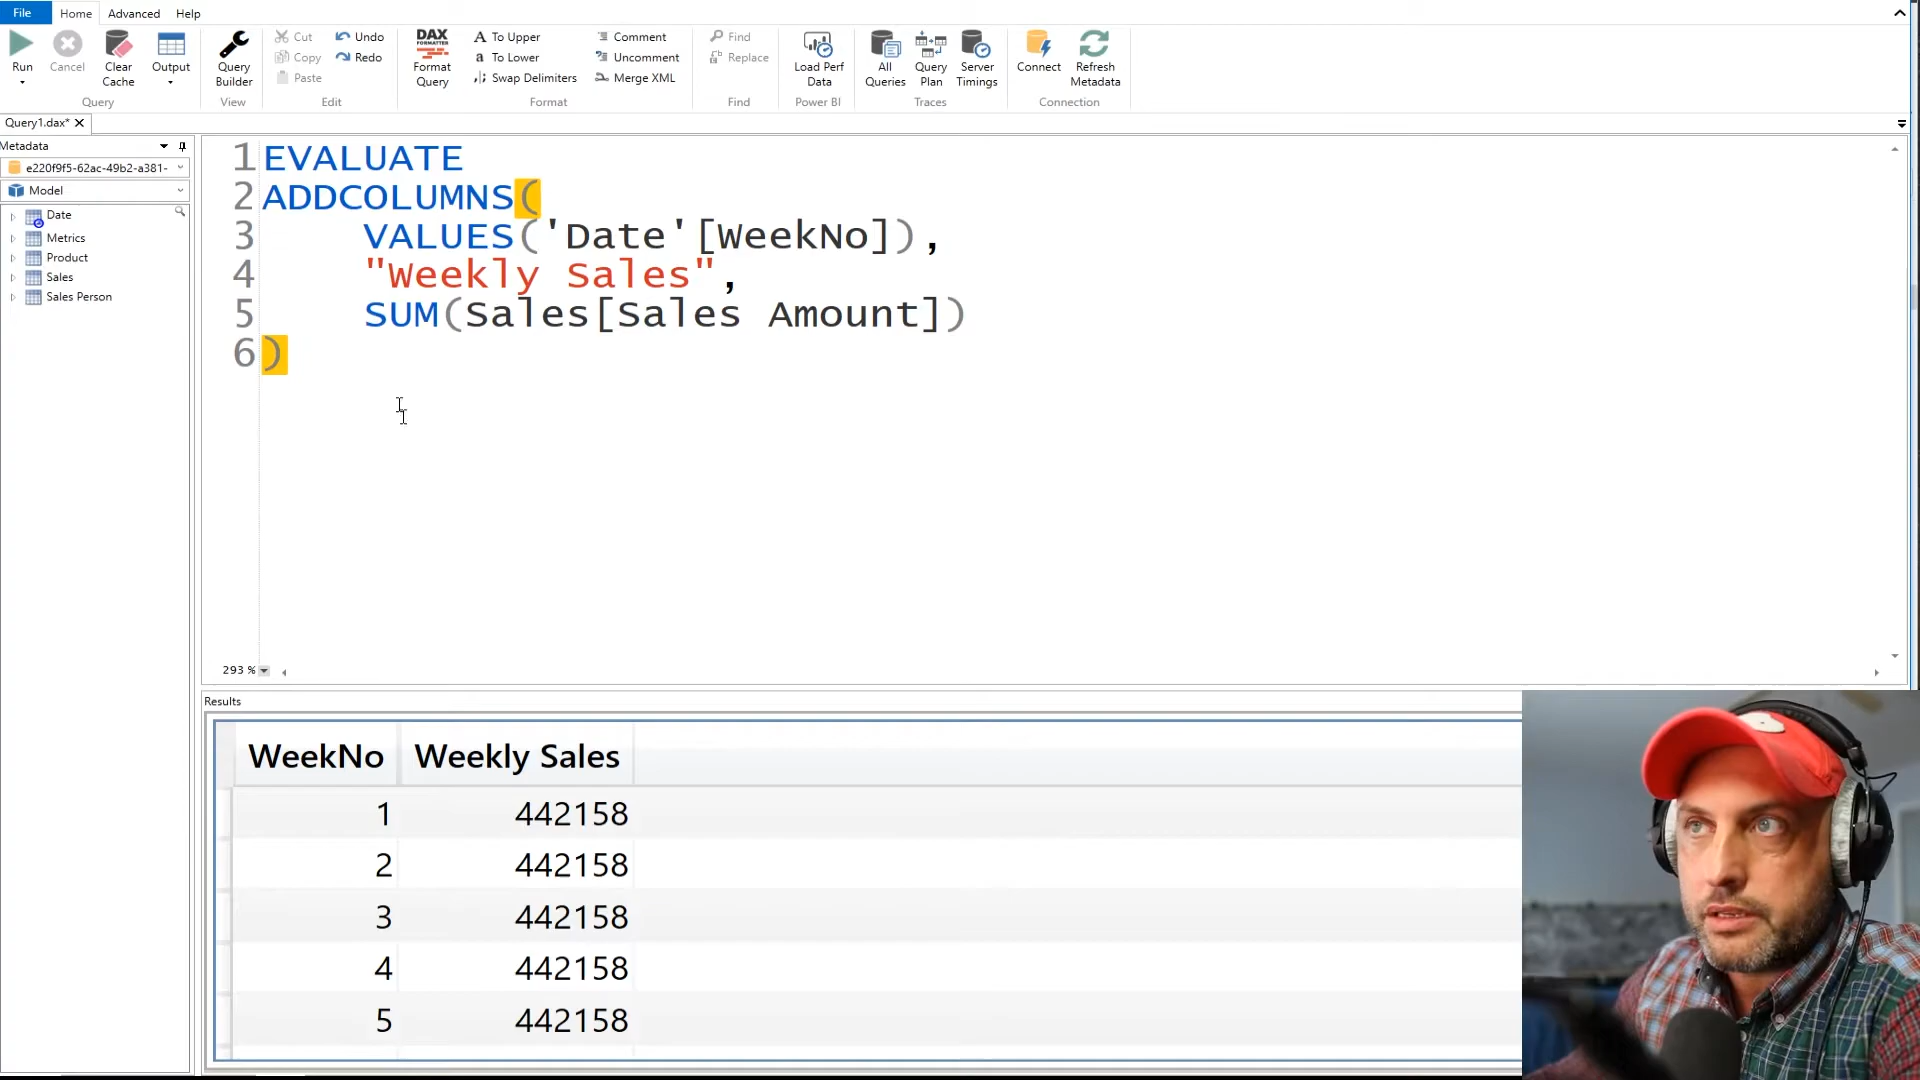 File Home Advanced Help
Run
Cancel
Clear Cache
Output
Query
Query Builder
View
Cut
Copy
Paste
Undo
Redo
Edit
DAX FORMATTER
Format Query
A To Upper
a To Lower
Swap Delimiters
Comment
Uncomment
Merge XML
Format
Find
Replace
Find
Load Perf Data
Power BI
All Queries
Query Plan
Server Timings
Traces
Connect
Refresh Metadata
Connection
Query1.dax*
Metadata
e220f9f5-62ac-49b2-a381-
Model
Date
Metrics
Product
Sales
Sales Person
1 EVALUATE
2 ADDCOLUMNS(
3 VALUES('Date'[WeekNo]),
4 "Weekly Sales",
5 SUM(Sales[Sales Amount])
6 )
293 %
Results
WeekNo Weekly Sales
1 442158
2 442158
3 442158
4 442158
5 442158